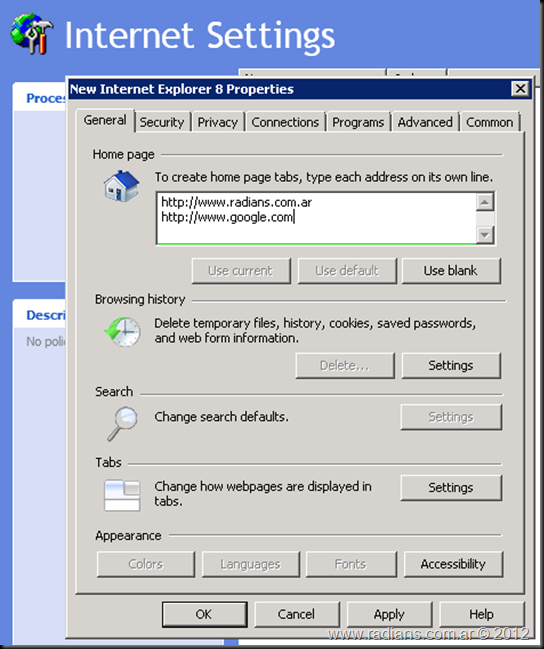 Internet Settings
Proces
New Internet Explorer 8 Properties
General Security Privacy Connections Programs Advanced Common
Home page
To create home page tabs, type each address on its own line.
http://www.radians.com.ar
http://www.google.com
Use current Use default Use blank
Browsing history
Descri
Delete temporary files, history, cookies, saved passwords,
No polic
and web form information.
Delete... Settings
Search
Change search defaults. Settings
Tabs
Change how webpages are displayed in
tabs.
Settings
Appearance
Colors Languages Fonts Accessibility
OK Cancel Apply Help
www.radians.com.ar © 2012